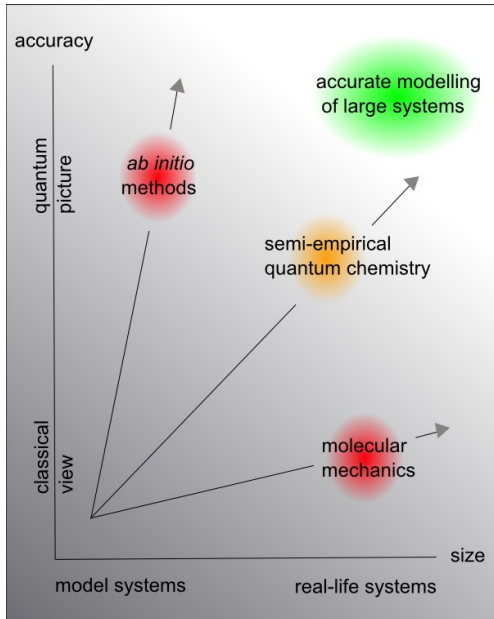 accuracy
accurate modelling
of large systems
quantum
picture
ab initio
methods
semi-empirical
quantum chemistry
classical
view
molecular
mechanics
size
model systems
real-life systems